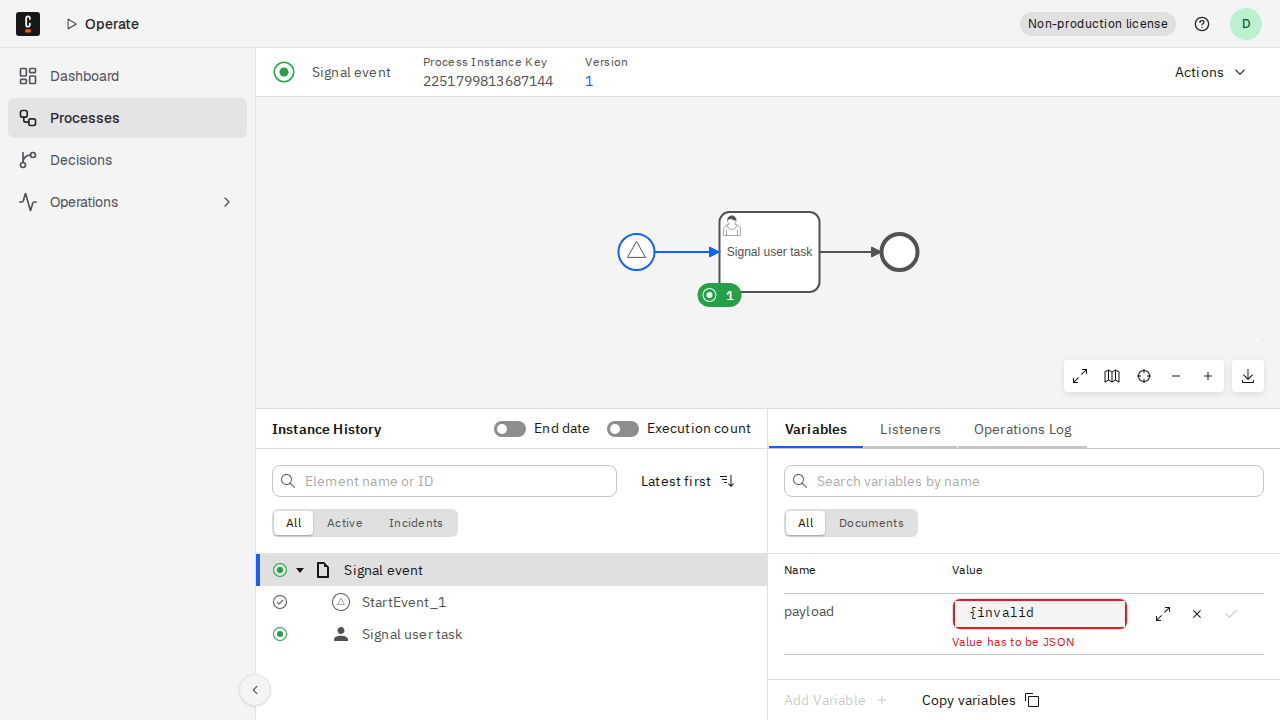 Operate
Non-production license
D
Dashboard
Processes
Decisions
Operations
Signal event
Process Instance Key
2251799813687144
Version
1
Actions
Signal user task
1
Instance History
End date
Execution count
Element name or ID
Latest first
All
Active
Incidents
Signal event
StartEvent_1
Signal user task
Variables
Listeners
Operations Log
Search variables by name
All
Documents
Name
Value
payload
{invalid
Value has to be JSON
Add Variable
Copy variables